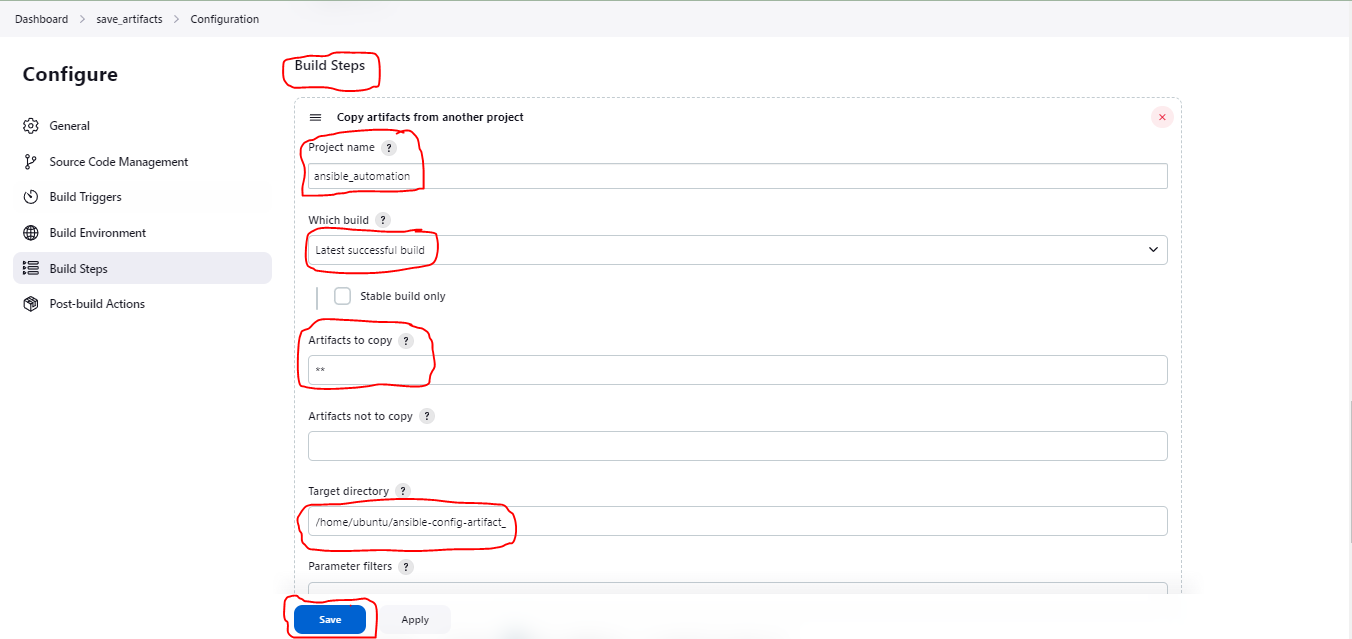 Dashboard > save_artifacts > Configuration
Configure
General
Source Code Management
Build Triggers
Build Environment
Build Steps
Post-build Actions
Build Steps
Copy artifacts from another project
Project name ?
ansible_automation
Which build ?
Latest successful build
Stable build only
Artifacts to copy ?
**
Artifacts not to copy ?
Target directory ?
/home/ubuntu/ansible-config-artifact_
Parameter filters ?
Save Apply